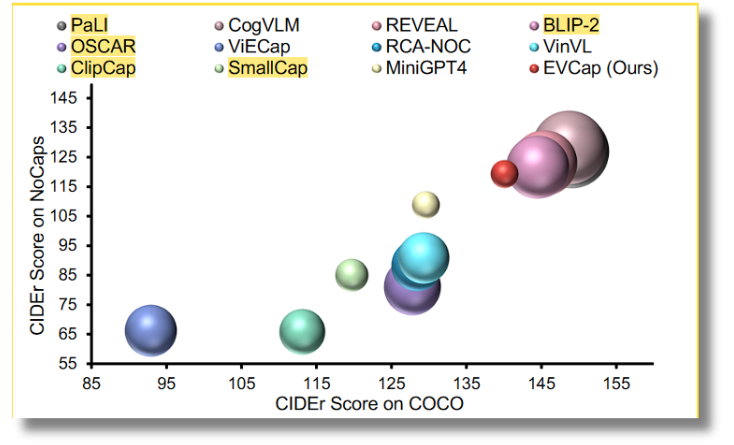 PaLI CogVLM REVEAL BLIP-2
OSCAR ViECap RCA-NOC VinVL
ClipCap SmallCap MiniGPT4 EVCap (Ours)
CIDEr Score on NoCaps
145
135
125
115
105
95
85
75
65
55
85 95 105 115 125 135 145 155
CIDEr Score on COCO